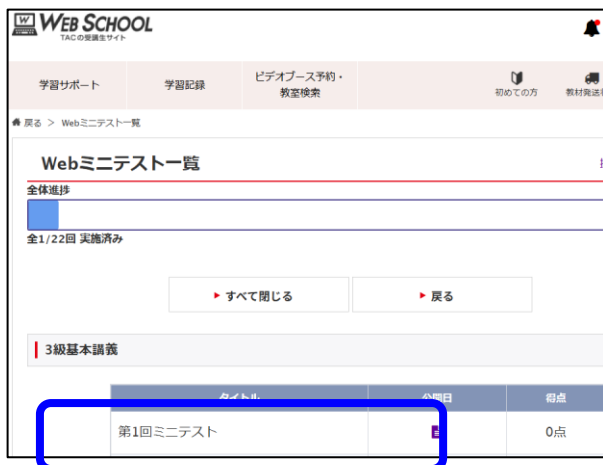 WEB SCHOOL
TACの受講生サイト
学習サポート
学習記録
ビデオブース予約・
教室検索
初めての方
教材発送
戻る > Webミニテスト一覧
Webミニテスト一覧
全体進捗
全1/22回 実施済み
すべて閉じる
戻る
3級基本講義
タイトル
公開日
得点
第1回ミニテスト
0点